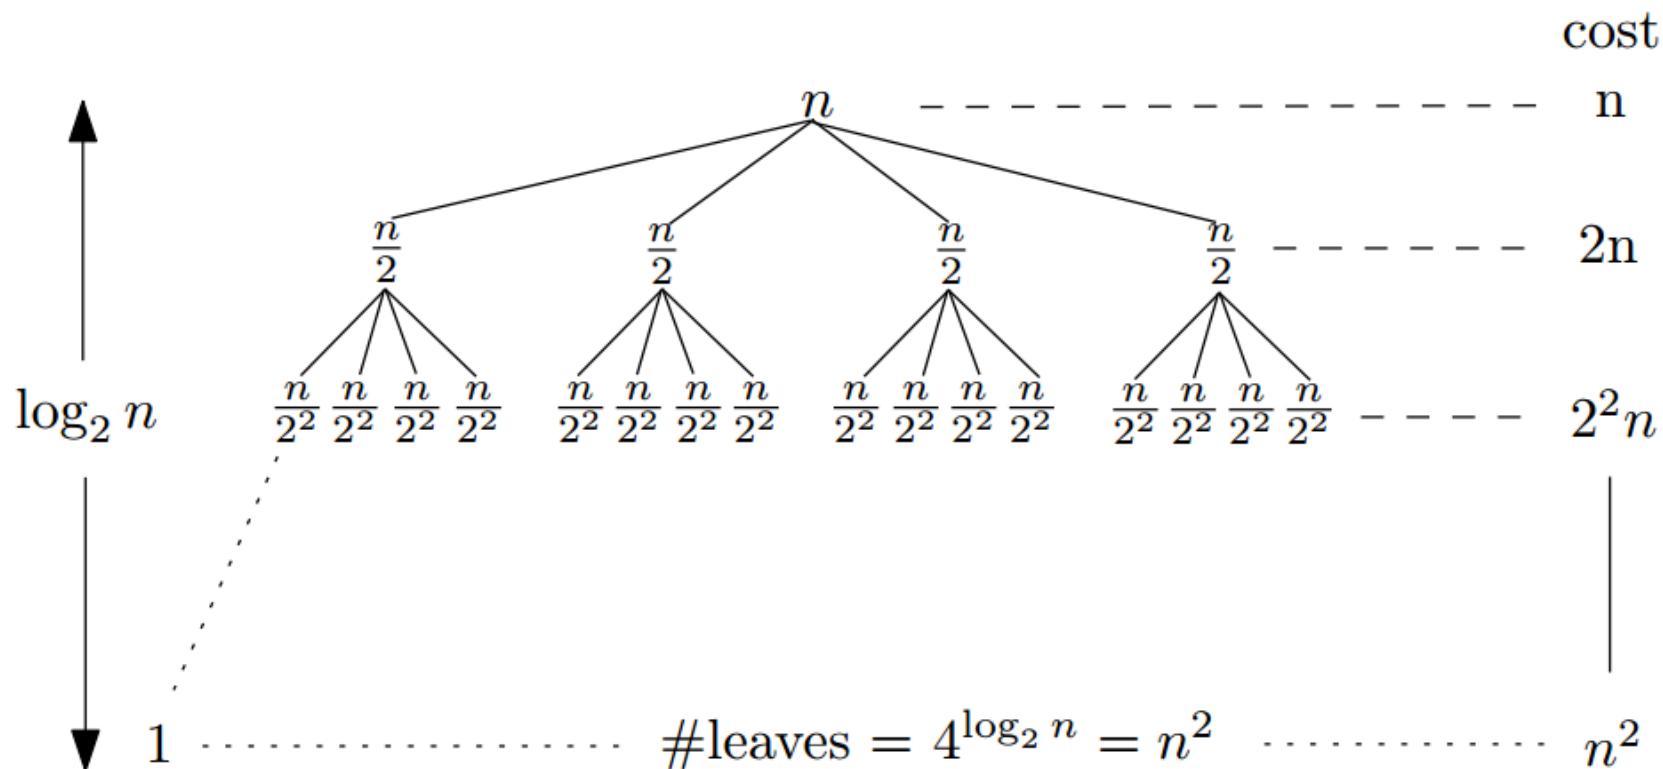 cost
n n
n/2 n/2 n/2 n/2 2n
log₂ n n/2² n/2² n/2² n/2² n/2² n/2² n/2² n/2² n/2² n/2² n/2² n/2² n/2² n/2² n/2² n/2² 2²n
1 #leaves = 4^{log₂ n} = n² n²